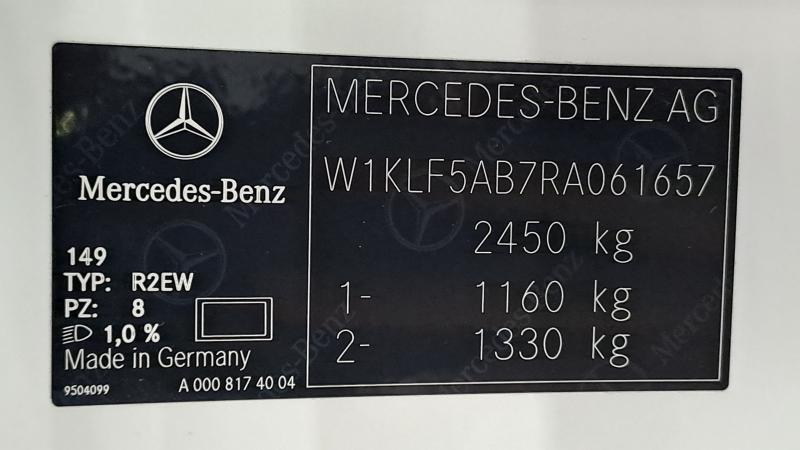 Mercedes-Benz
149
TYP: R2EW
PZ: 8
1,0 %
Made in Germany
9504099 A 000 817 40 04
MERCEDES-BENZ AG
W1KLF5AB7RA061657
2450 kg
1- 1160 kg
2- 1330 kg